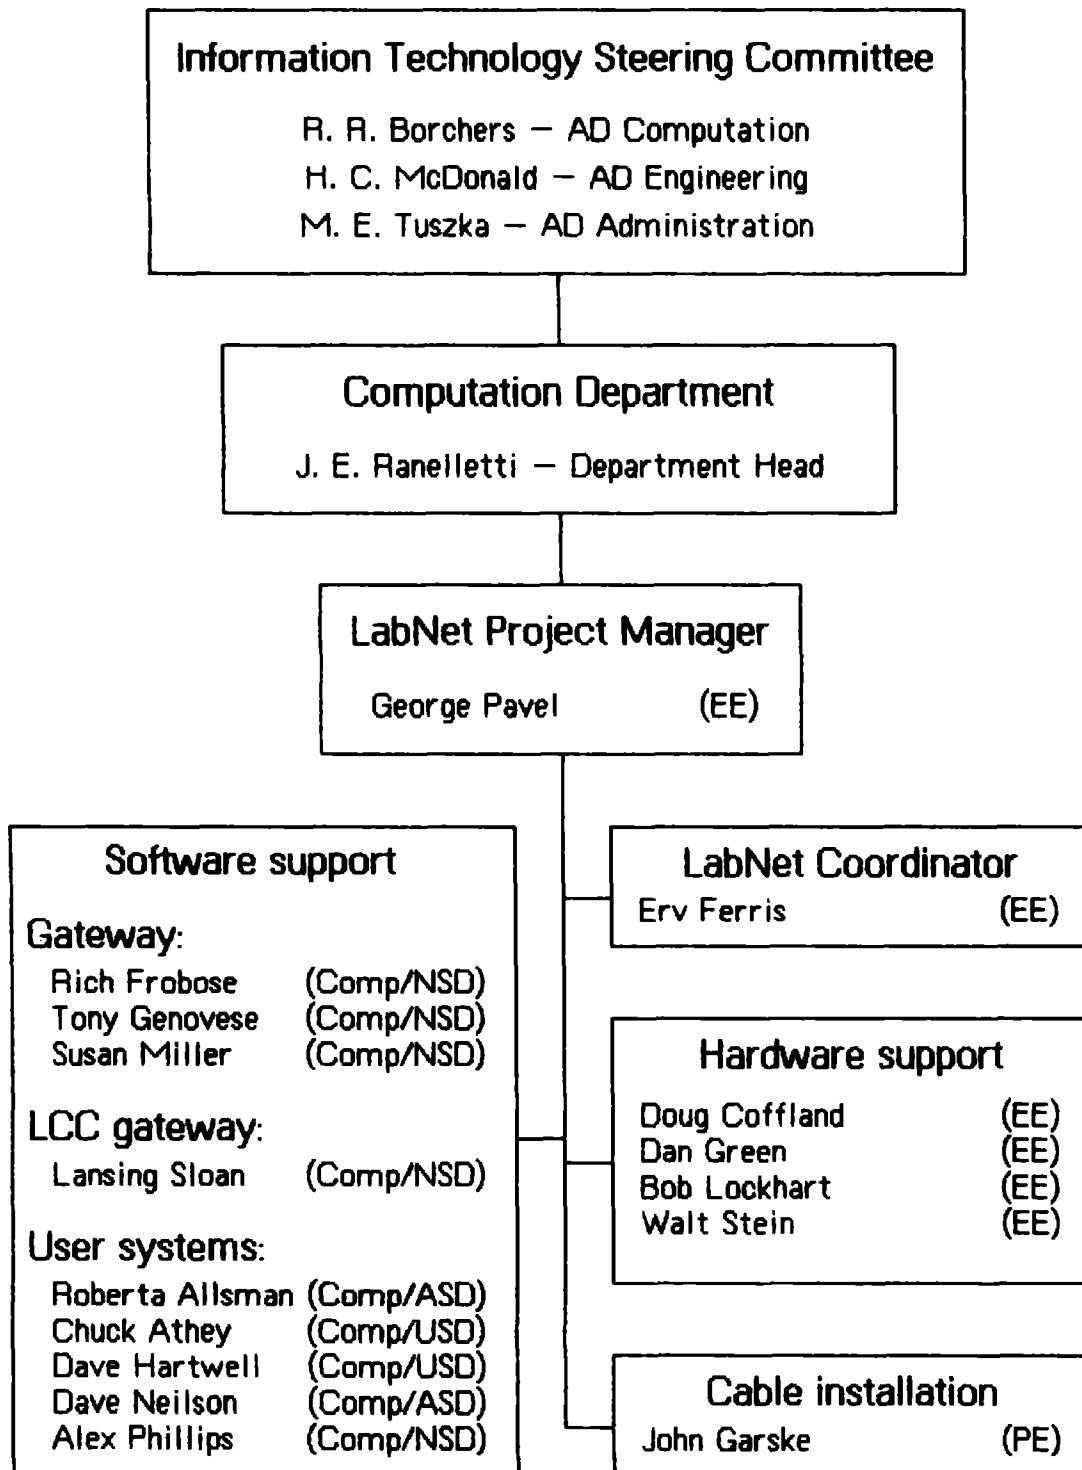 Information Technology Steering Committee
R. R. Borchers — AD Computation
H. C. McDonald — AD Engineering
M. E. Tuszka — AD Administration
Computation Department
J. E. Ranelletti — Department Head
LabNet Project Manager
George Pavel (EE)
Software support
Gateway:
Rich Frobose (Comp/NSD)
Tony Genovese (Comp/NSD)
Susan Miller (Comp/NSD)
LCC gateway:
Lansing Sloan (Comp/NSD)
User systems:
Roberta Allsman (Comp/ASD)
Chuck Athey (Comp/USD)
Dave Hartwell (Comp/USD)
Dave Neilson (Comp/ASD)
Alex Phillips (Comp/NSD)
LabNet Coordinator
Erv Ferris (EE)
Hardware support
Doug Coffland (EE)
Dan Green (EE)
Bob Lockhart (EE)
Walt Stein (EE)
Cable installation
John Garske (PE)